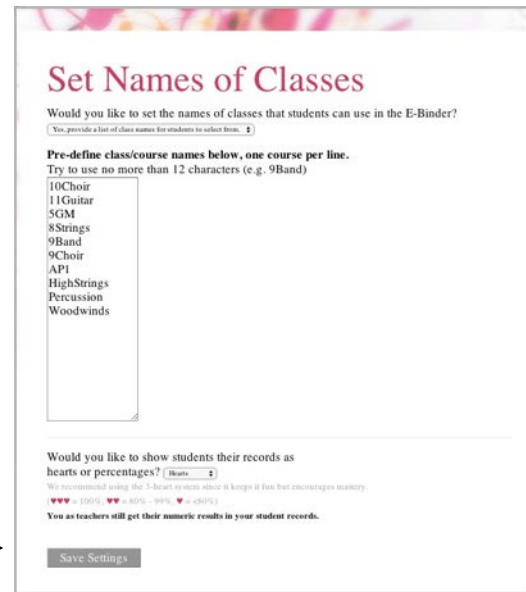 Set Names of Classes
Would you like to set the names of classes that students can use in the E-Binder?
Yes, provide a list of class names for students to select from.
Pre-define class/course names below, one course per line.
Try to use no more than 12 characters (e.g. 9Band)
10Choir
11Guitar
5GM
8Strings
9Band
9Choir
AP1
HighStrings
Percussion
Woodwinds
Would you like to show students their records as
hearts or percentages? Hearts
We recommend using the 3-heart system since it keeps it fun but encourages mastery.
(♥♥♥ = 100%, ♥♥ = 80% - 99%, ♥ = <80%)
You as teachers still get their numeric results in your student records.
Save Settings